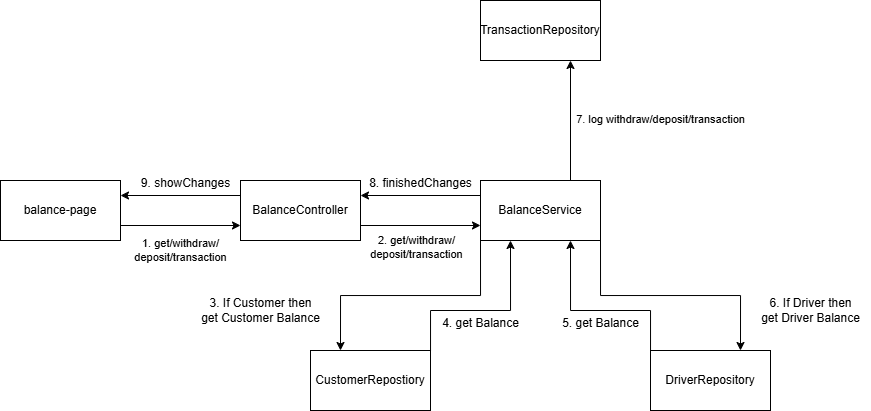 TransactionRepository
7. log withdraw/deposit/transaction
9. showChanges
8. finishedChanges
balance-page
BalanceController
BalanceService
1. get/withdraw/
deposit/transaction
2. get/withdraw/
deposit/transaction
3. If Customer then
get Customer Balance
4. get Balance
5. get Balance
6. If Driver then
get Driver Balance
CustomerRepostiory
DriverRepository